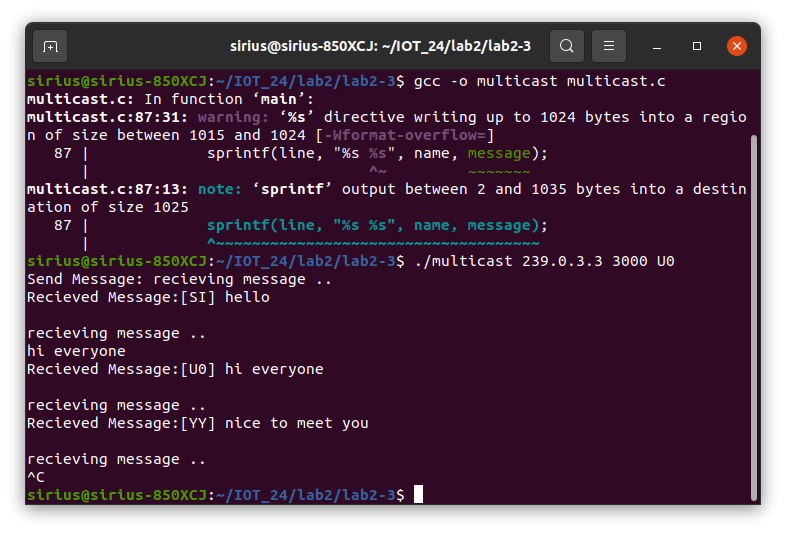 sirius@sirius-850XCJ: ~/IOT_24/lab2/lab2-3
sirius@sirius-850XCJ:~/IOT_24/lab2/lab2-3$ gcc -o multicast multicast.c
multicast.c: In function ‘main’:
multicast.c:87:31: warning: ‘%s’ directive writing up to 1024 bytes into a regio
n of size between 1015 and 1024 [-Wformat-overflow=]
   87 |             sprintf(line, "%s %s", name, message);
      |                               ^~         ~~~~~~~
multicast.c:87:13: note: ‘sprintf’ output between 2 and 1035 bytes into a destin
ation of size 1025
   87 |             sprintf(line, "%s %s", name, message);
      |             ^~~~~~~~~~~~~~~~~~~~~~~~~~~~~~~~~~~~~
sirius@sirius-850XCJ:~/IOT_24/lab2/lab2-3$ ./multicast 239.0.3.3 3000 U0
Send Message: recieving message ..
Recieved Message:[SI] hello
recieving message ..
hi everyone
Recieved Message:[U0] hi everyone
recieving message ..
Recieved Message:[YY] nice to meet you
recieving message ..
^C
sirius@sirius-850XCJ:~/IOT_24/lab2/lab2-3$